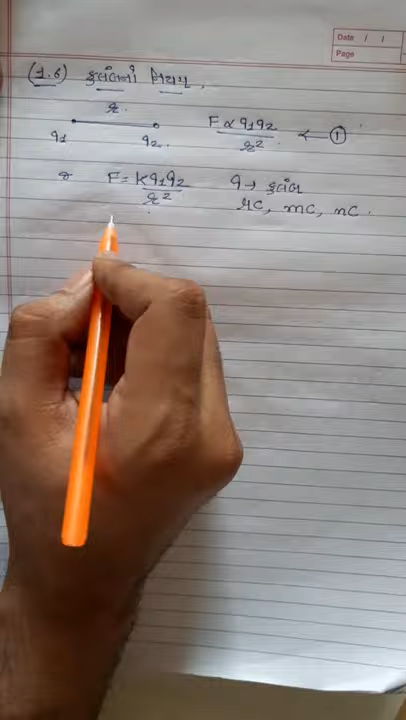 Date / /
Page
(1.6) કુલંબનો નિયમ.
r.
q1 q2. F α q1q2 / r² ← ①
F = kq1q2 / r² q → કુલંબ
μC, mC, nC.